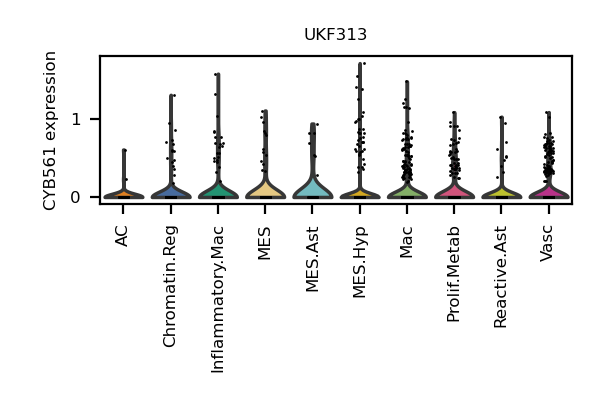 UKF313
CYB561 expression
1
0
AC
Chromatin.Reg
Inflammatory.Mac
MES
MES.Ast
MES.Hyp
Mac
Prolif.Metab
Reactive.Ast
Vasc